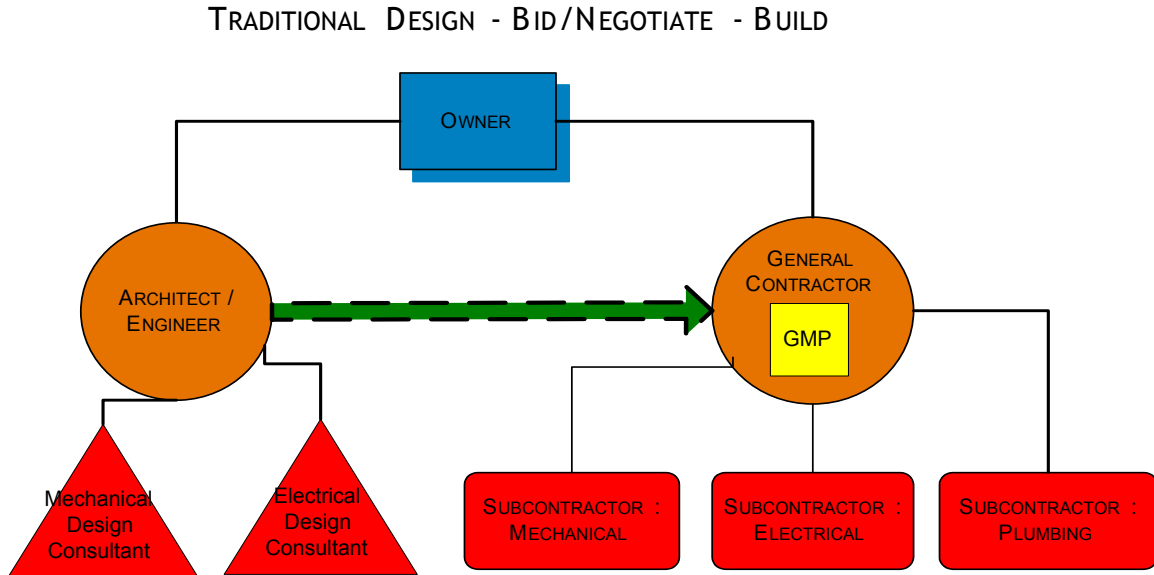 TRADITIONAL DESIGN - BID/NEGOTIATE - BUILD
OWNER
ARCHITECT /
ENGINEER
GENERAL
CONTRACTOR
GMP
Mechanical
Design
Consultant
Electrical
Design
Consultant
SUBCONTRACTOR :
MECHANICAL
SUBCONTRACTOR :
ELECTRICAL
SUBCONTRACTOR :
PLUMBING